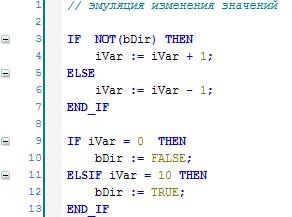 1 // эмуляция изменения значений
2
3 IF NOT(bDir) THEN
4 iVar := iVar + 1;
5 ELSE
6 iVar := iVar - 1;
7 END_IF
8
9 IF iVar = 0 THEN
10 bDir := FALSE;
11 ELSIF iVar = 10 THEN
12 bDir := TRUE;
13 END_IF